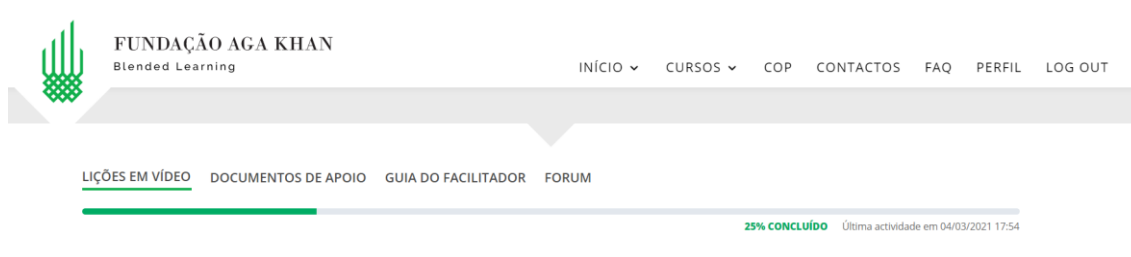 FUNDAÇÃO AGA KHAN
Blended Learning
INÍCIO CURSOS COP CONTACTOS FAQ PERFIL LOG OUT
LIÇÕES EM VÍDEO DOCUMENTOS DE APOIO GUIA DO FACILITADOR FORUM
25% CONCLUÍDO Última actividade em 04/03/2021 17:54